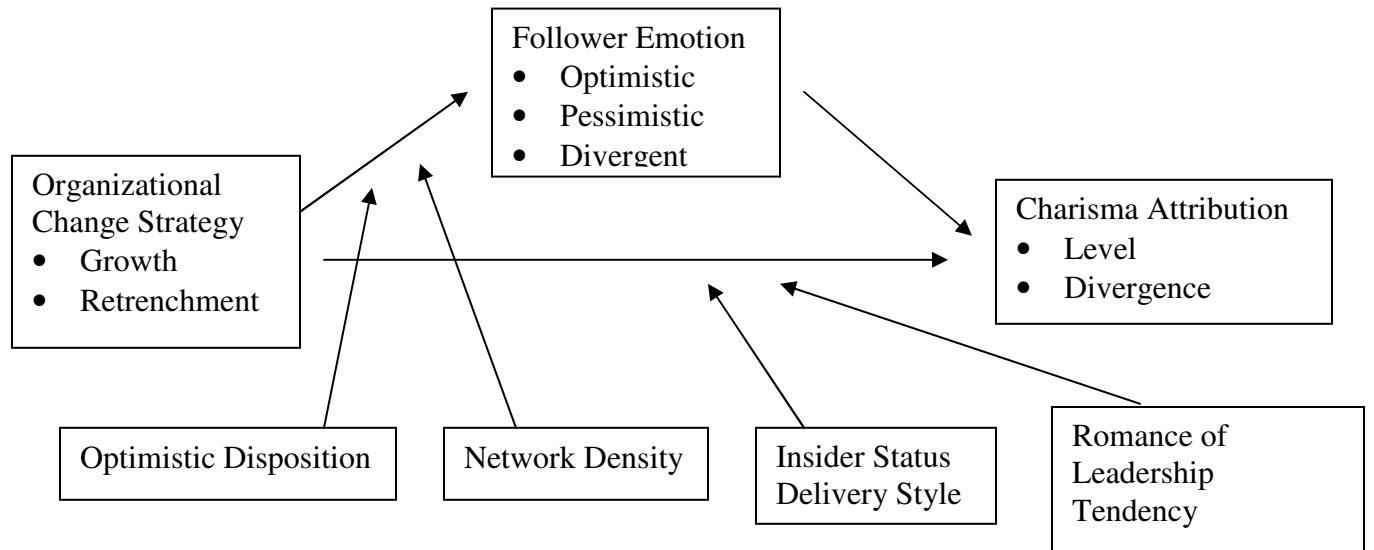 Follower Emotion
• Optimistic
• Pessimistic
• Divergent
Organizational
Change Strategy
• Growth
• Retrenchment
Charisma Attribution
• Level
• Divergence
Optimistic Disposition
Network Density
Insider Status
Delivery Style
Romance of
Leadership
Tendency